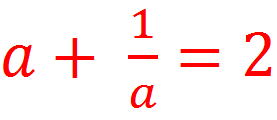 a + 1/a = 2